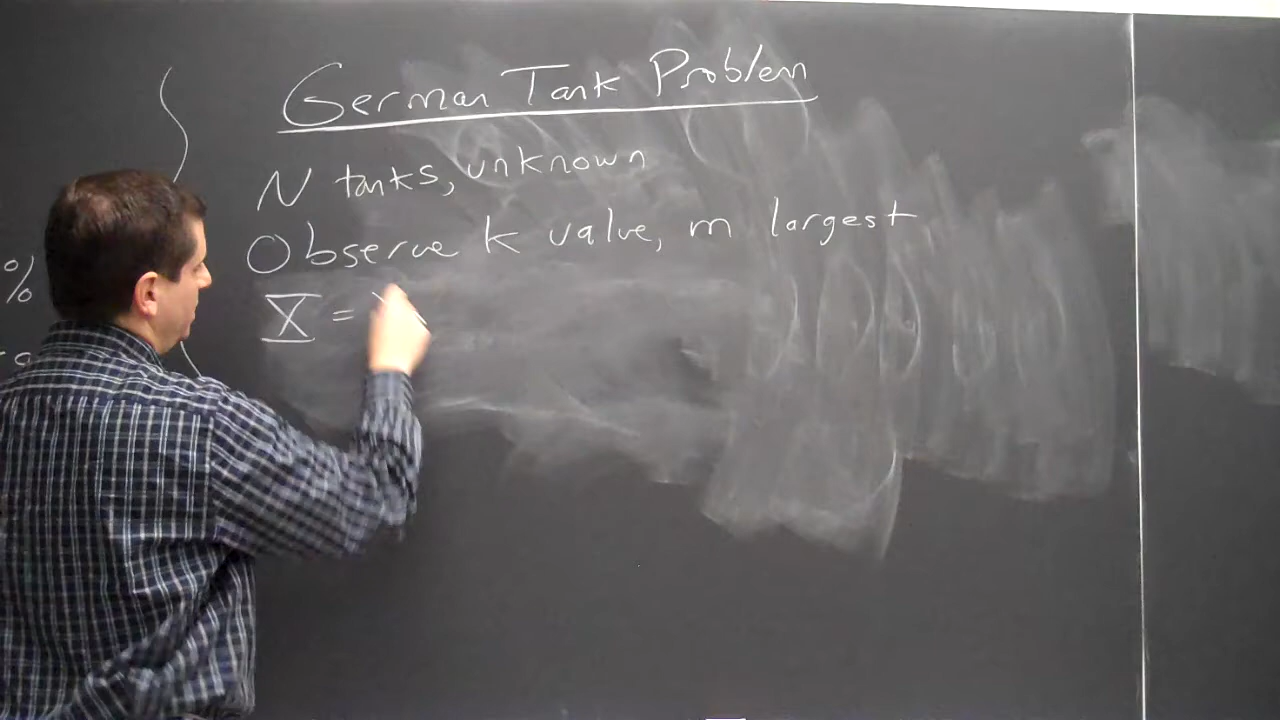 German Tank Problem
N tanks, unknown
Observe k value, m largest
X =
%